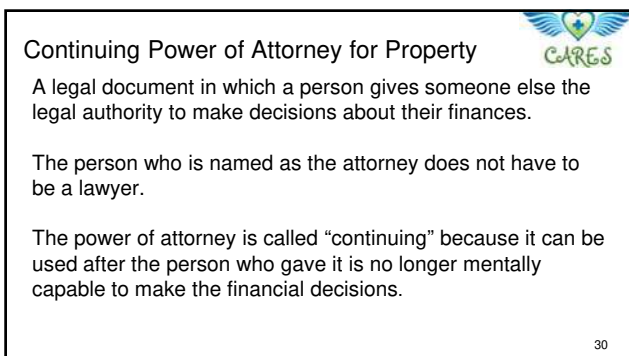 CARES
Continuing Power of Attorney for Property
A legal document in which a person gives someone else the
legal authority to make decisions about their finances.
The person who is named as the attorney does not have to
be a lawyer.
The power of attorney is called “continuing” because it can be
used after the person who gave it is no longer mentally
capable to make the financial decisions.
30